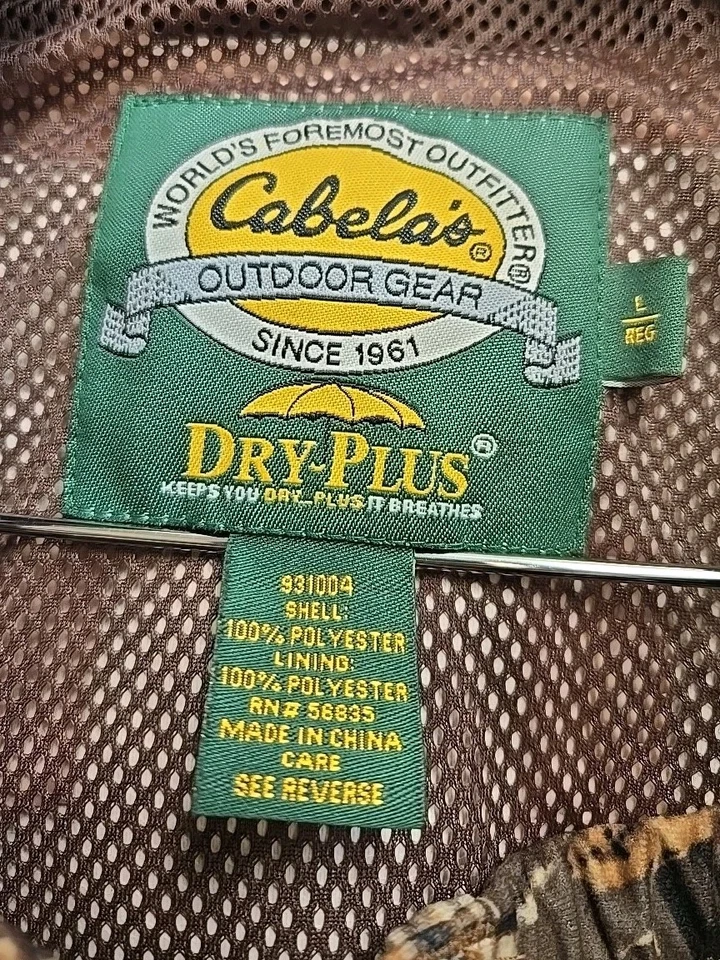 WORLD'S FOREMOST OUTFITTER®
Cabela's®
OUTDOOR GEAR
SINCE 1961
L
REG
DRY-PLUS®
KEEPS YOU DRY...PLUS IT BREATHES
931004
SHELL:
100% POLYESTER
LINING:
100% POLYESTER
RN# 56835
MADE IN CHINA
CARE
SEE REVERSE